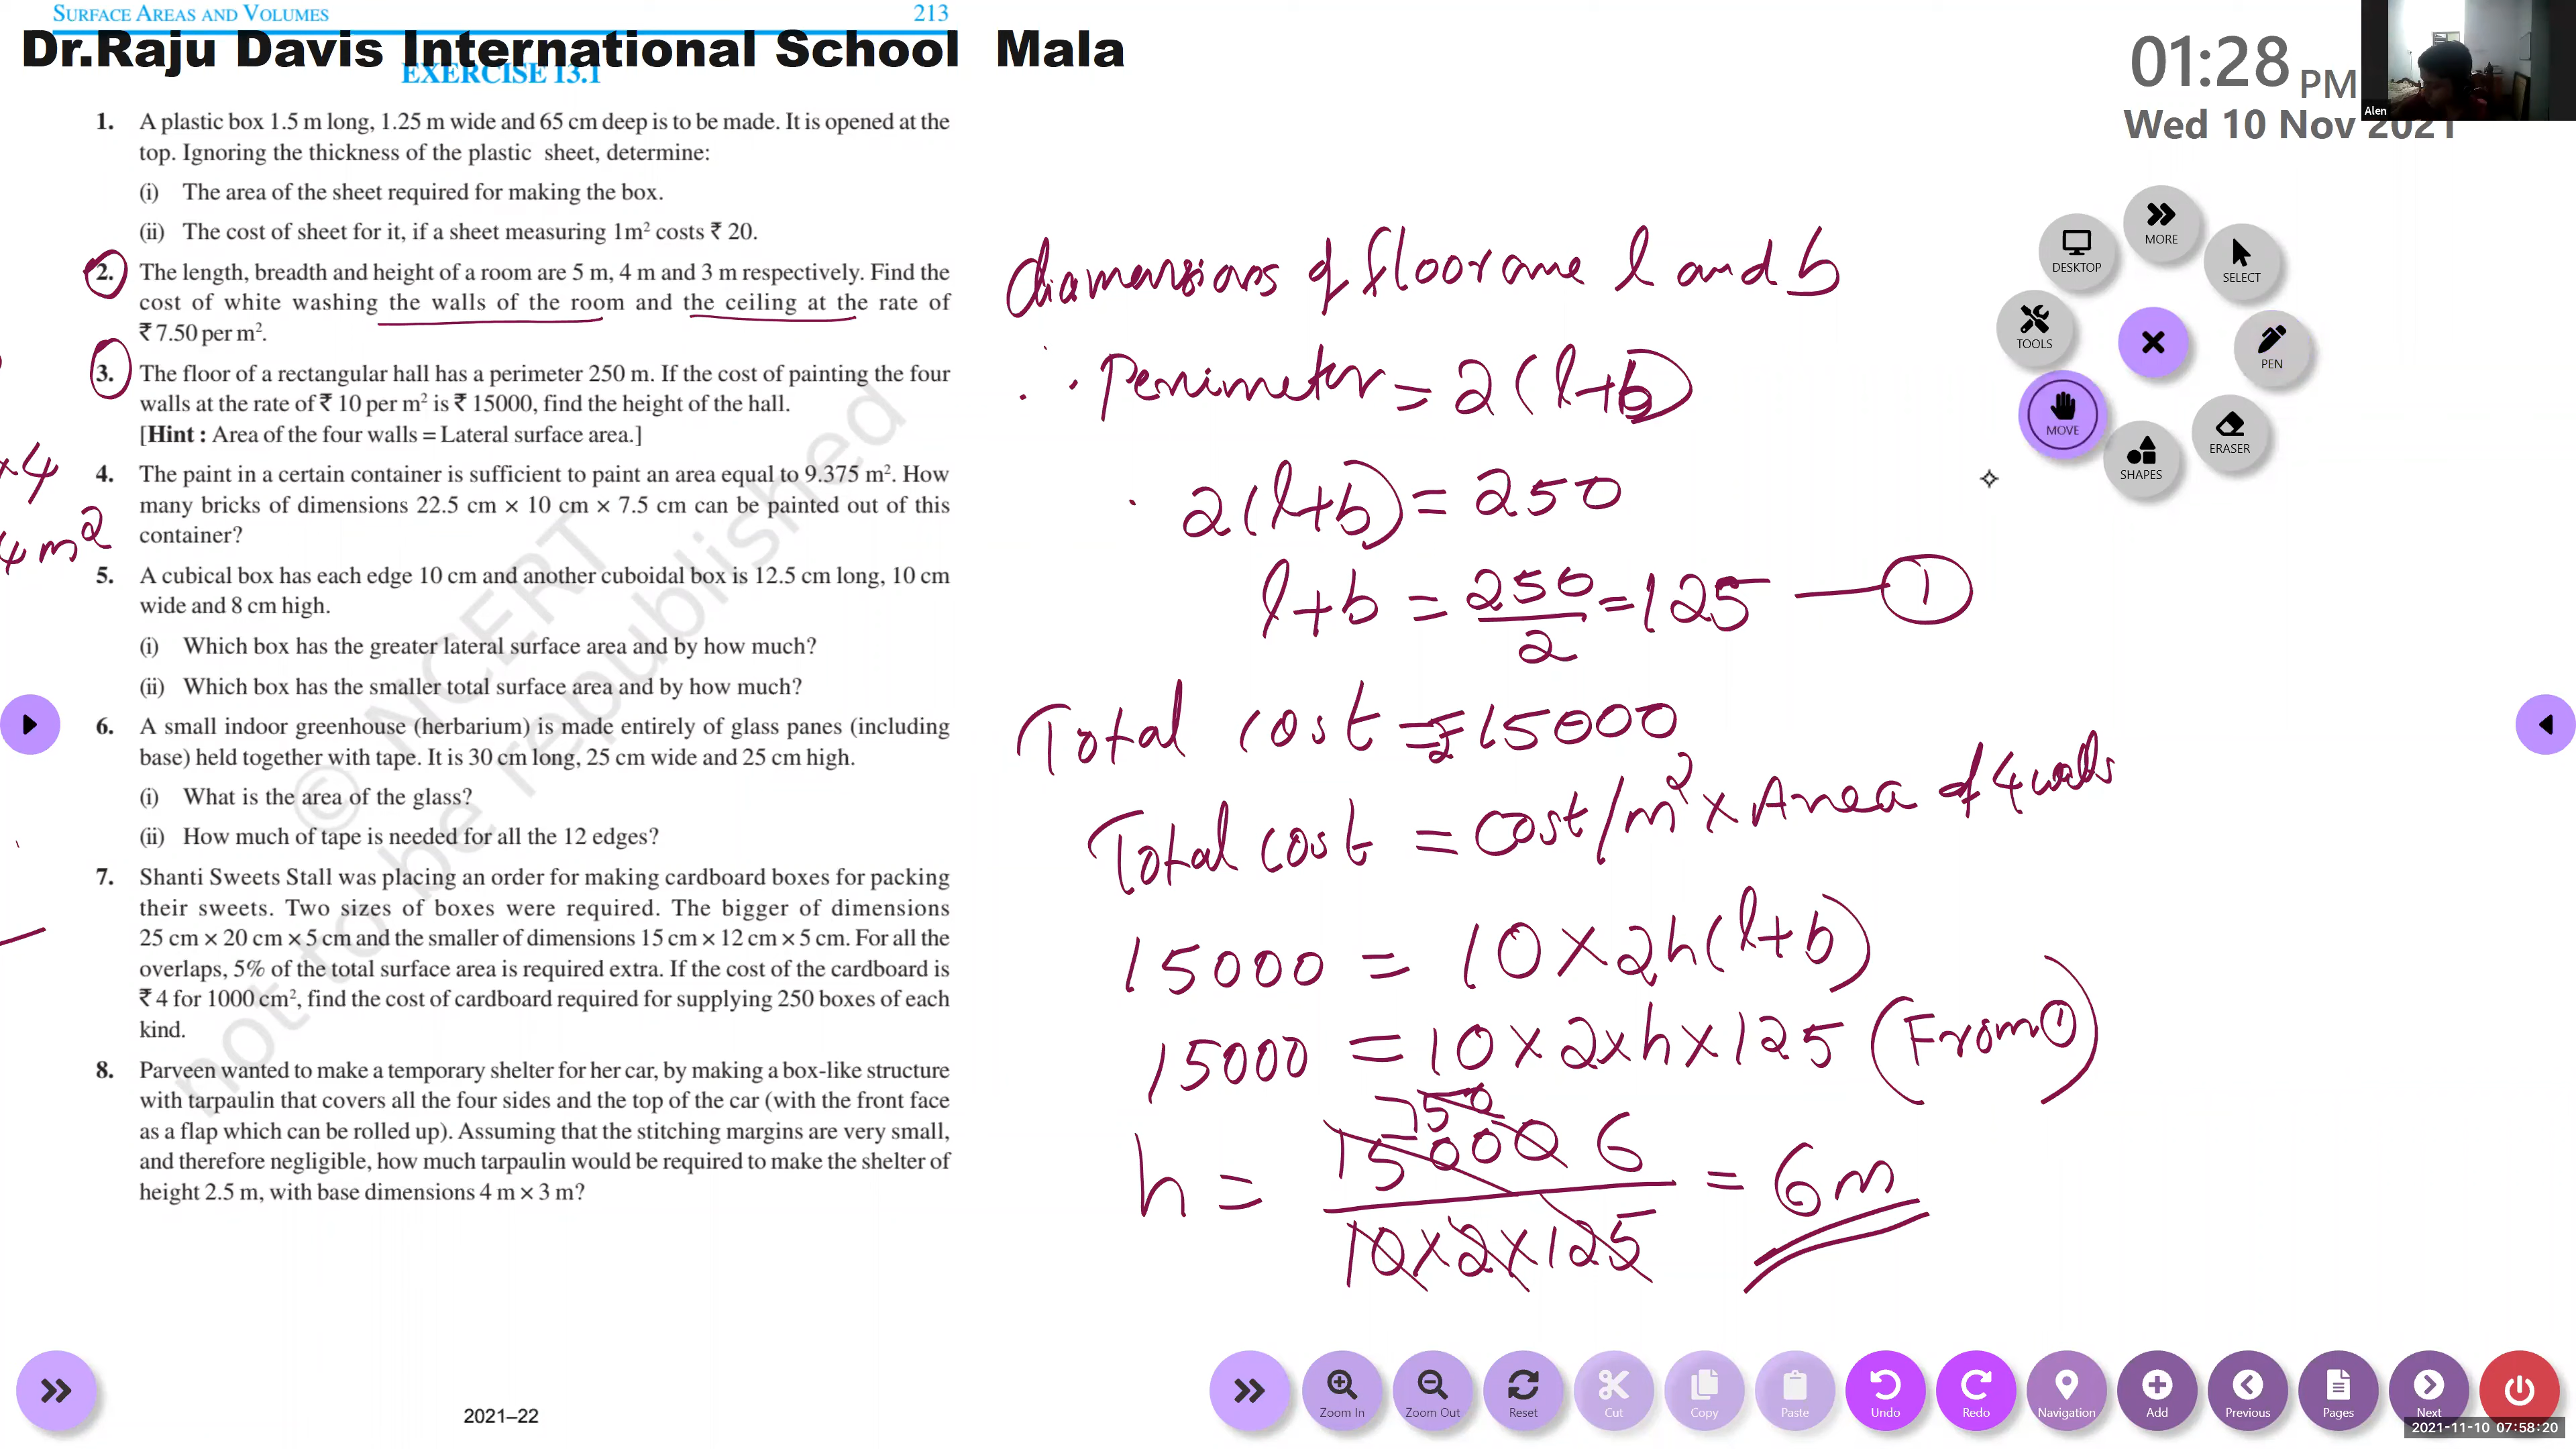 SURFACE AREAS AND VOLUMES 213
Dr.Raju Davis International School Mala
EXERCISE 13.1
1. A plastic box 1.5 m long, 1.25 m wide and 65 cm deep is to be made. It is opened at the
top. Ignoring the thickness of the plastic sheet, determine:
(i) The area of the sheet required for making the box.
(ii) The cost of sheet for it, if a sheet measuring 1m² costs ₹ 20.
2. The length, breadth and height of a room are 5 m, 4 m and 3 m respectively. Find the
cost of white washing the walls of the room and the ceiling at the rate of
₹ 7.50 per m².
3. The floor of a rectangular hall has a perimeter 250 m. If the cost of painting the four
walls at the rate of ₹ 10 per m² is ₹ 15000, find the height of the hall.
[Hint : Area of the four walls = Lateral surface area.]
4. The paint in a certain container is sufficient to paint an area equal to 9.375 m². How
many bricks of dimensions 22.5 cm × 10 cm × 7.5 cm can be painted out of this
container?
5. A cubical box has each edge 10 cm and another cuboidal box is 12.5 cm long, 10 cm
wide and 8 cm high.
(i) Which box has the greater lateral surface area and by how much?
(ii) Which box has the smaller total surface area and by how much?
6. A small indoor greenhouse (herbarium) is made entirely of glass panes (including
base) held together with tape. It is 30 cm long, 25 cm wide and 25 cm high.
(i) What is the area of the glass?
(ii) How much of tape is needed for all the 12 edges?
7. Shanti Sweets Stall was placing an order for making cardboard boxes for packing
their sweets. Two sizes of boxes were required. The bigger of dimensions
25 cm × 20 cm × 5 cm and the smaller of dimensions 15 cm × 12 cm × 5 cm. For all the
overlaps, 5% of the total surface area is required extra. If the cost of the cardboard is
₹ 4 for 1000 cm², find the cost of cardboard required for supplying 250 boxes of each
kind.
8. Parveen wanted to make a temporary shelter for her car, by making a box-like structure
with tarpaulin that covers all the four sides and the top of the car (with the front face
as a flap which can be rolled up). Assuming that the stitching margins are very small,
and therefore negligible, how much tarpaulin would be required to make the shelter of
height 2.5 m, with base dimensions 4 m × 3 m?
© NCERT
not to be republished
2021–22
×4
4 m²
diamensions of floor are l and b
∴ Perimeter = 2(l+b)
2(l+b) = 250
l+b = 250/2 = 125 — ①
Total cost = ₹15000
Total cost = cost/m² × Area of 4 walls
15000 = 10 × 2h(l+b)
15000 = 10×2×h×125 (From ①)
750
h = 15000 6 / 10×2×125 = 6m
01:28 PM
Wed 10 Nov 2021
Alen
MORE
DESKTOP
SELECT
TOOLS
PEN
MOVE
ERASER
SHAPES
Zoom In Zoom Out Reset Cut Copy Paste Undo Redo Navigation Add Previous Pages Next
2021-11-10 07:58:20